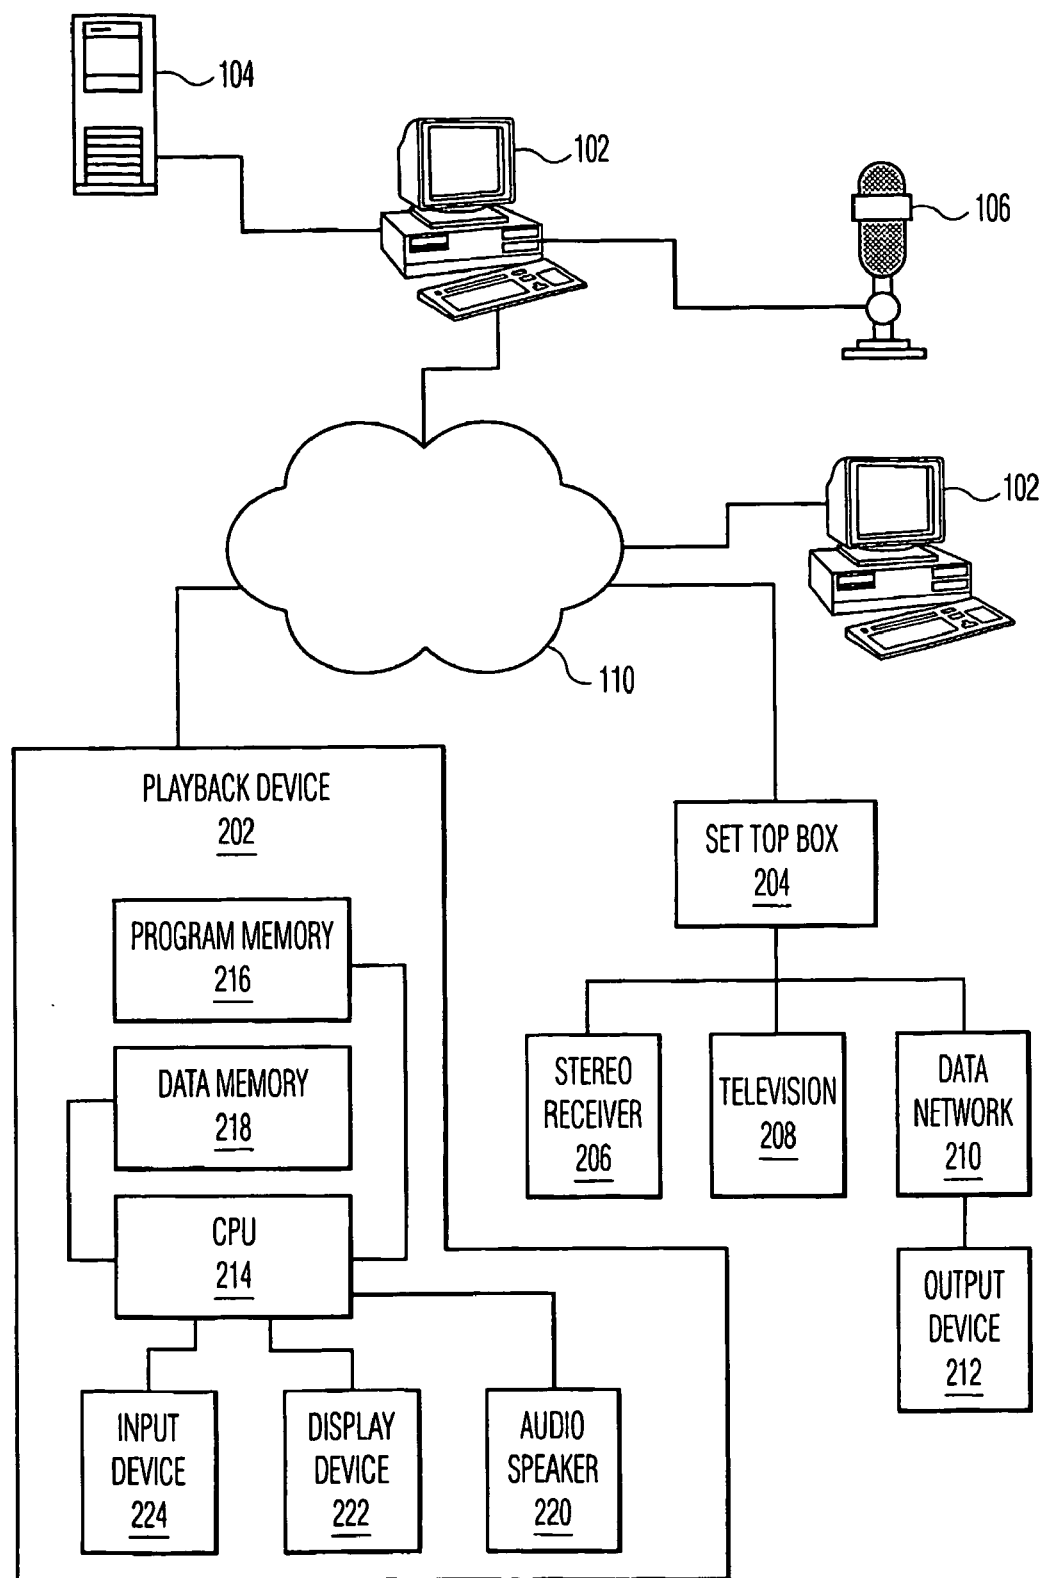 104
102
106
102
110
PLAYBACK DEVICE
202
SET TOP BOX
204
PROGRAM MEMORY
216
DATA MEMORY
218
CPU
214
STEREO
RECEIVER
206
TELEVISION
208
DATA
NETWORK
210
OUTPUT
DEVICE
212
INPUT
DEVICE
224
DISPLAY
DEVICE
222
AUDIO
SPEAKER
220